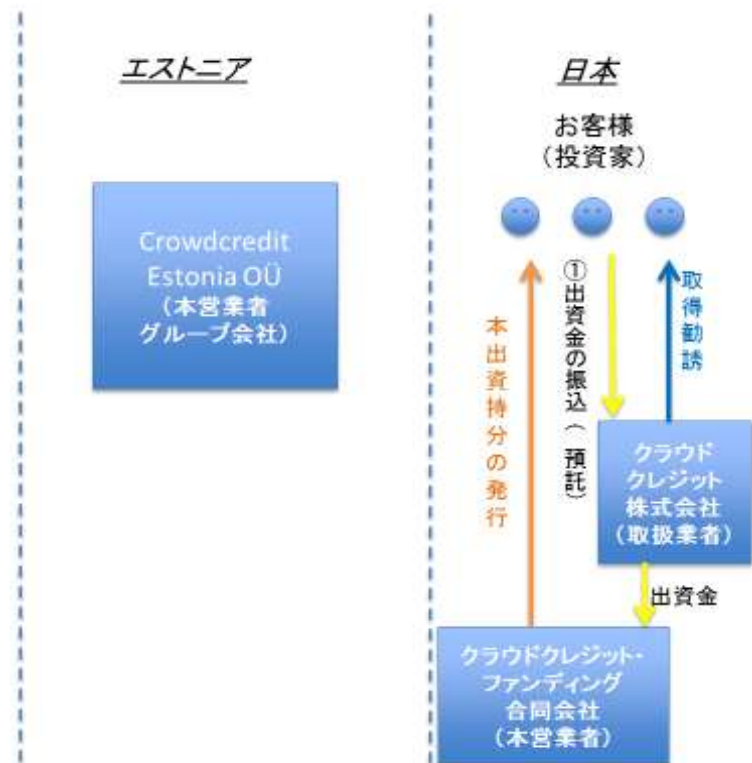 エストニア
日本
お客様
(投資家)
Crowdcredit
Estonia OÜ
(本営業者
グループ会社)
本出資持分の発行
①出資金の振込(預託)
取得勧誘
クラウド
クレジット
株式会社
(取扱業者)
出資金
クラウドクレジット・
ファンディング
合同会社
(本営業者)